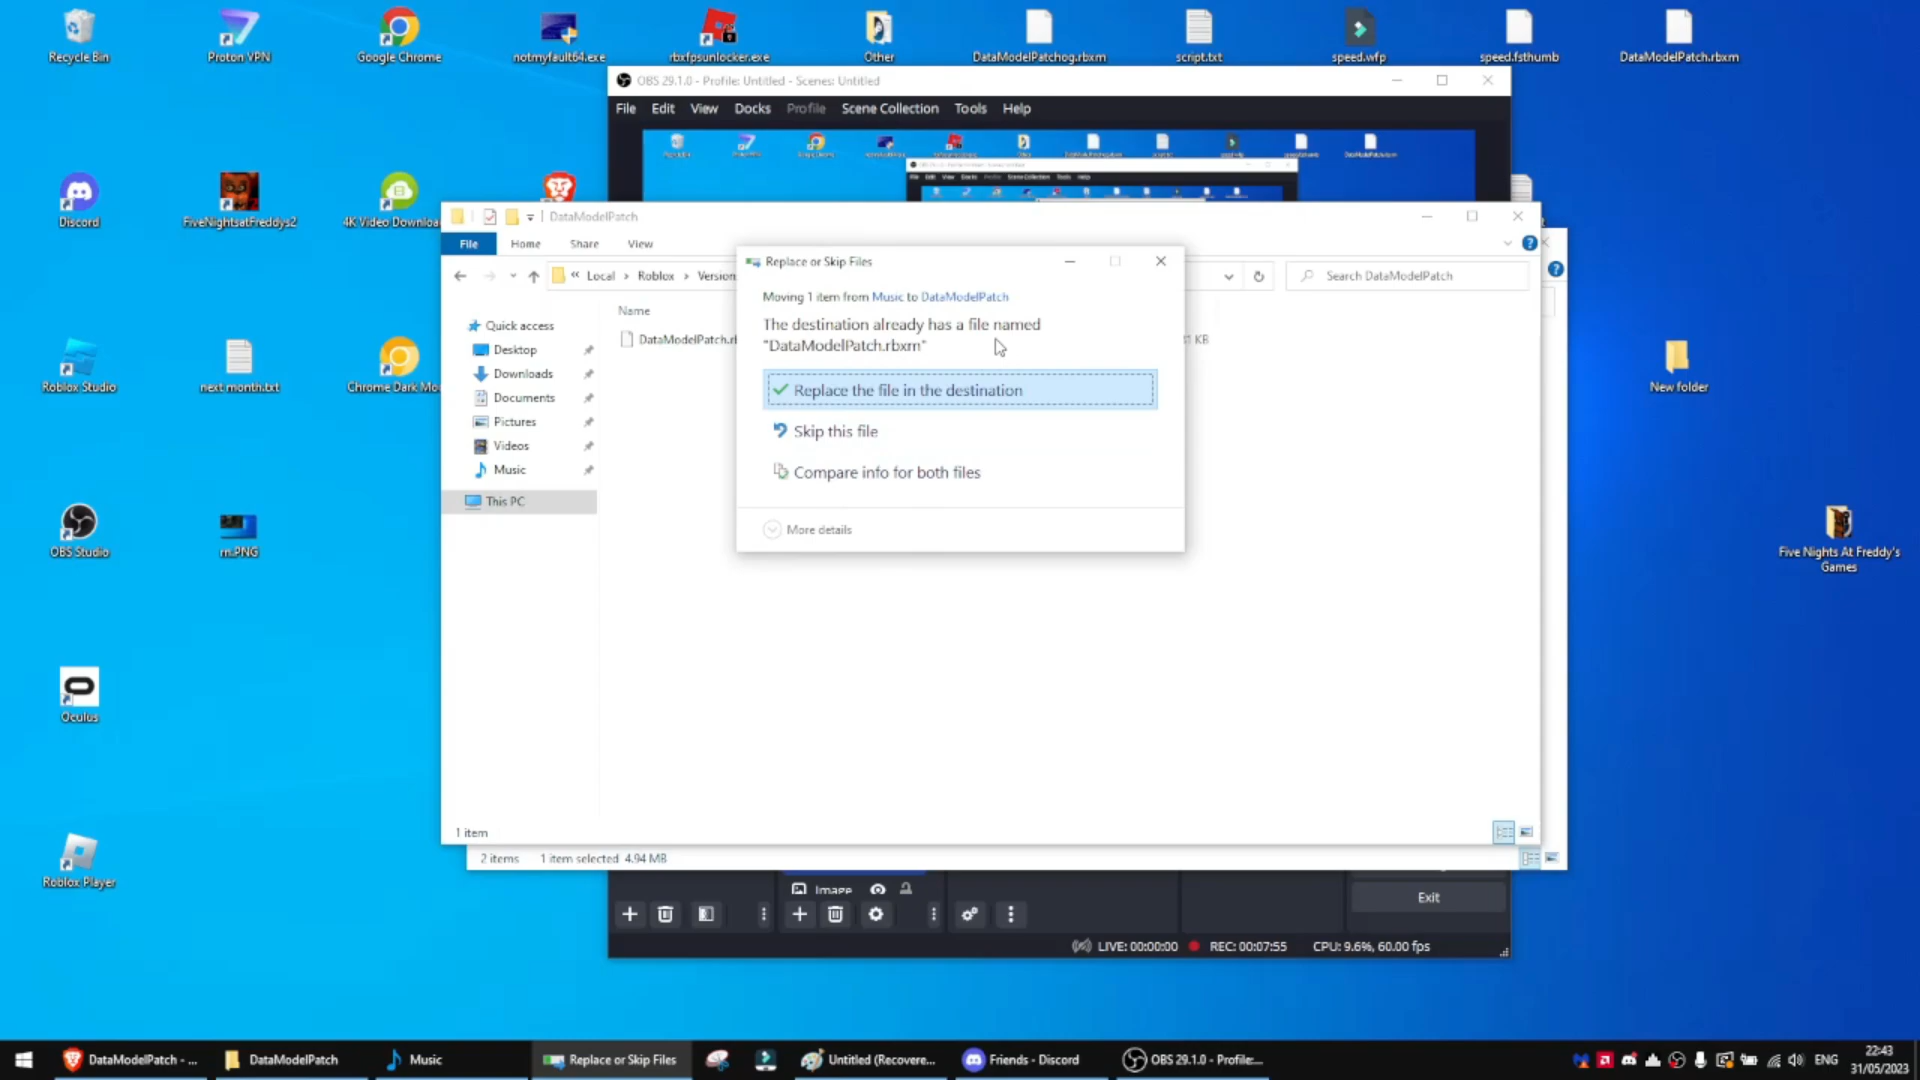 Recycle Bin
Proton VPN
Google Chrome
notmyfault64.exe
rbxfpsunlocker.exe
Other
DataModelPatchog.rbxm
script.txt
speed.wfp
speed.fsthumb
DataModelPatch.rbxm
OBS 29.1.0 - Profile: Untitled - Scenes: Untitled
File Edit View Docks Profile Scene Collection Tools Help
Discord
FiveNightsatFreddys2
4K Video Downloa
DataModelPatch
File Home Share View
Local > Roblox > Version
Search DataModelPatch
Replace or Skip Files
Moving 1 item from Music to DataModelPatch
The destination already has a file named
"DataModelPatch.rbxm"
Replace the file in the destination
Skip this file
Compare info for both files
More details
Name
DataModelPatch.r
KB
Quick access
Desktop
Downloads
Documents
Pictures
Videos
Music
This PC
Roblox Studio
next month.txt
Chrome Dark Mo
New folder
OBS Studio
m.PNG
Five Nights At Freddy's
Games
Oculus
Roblox Player
1 item
2 items 1 item selected 4.94 MB
Image
Exit
LIVE: 00:00:00 REC: 00:07:55 CPU: 9.6%, 60.00 fps
DataModelPatch - ...
DataModelPatch
Music
Replace or Skip Files
Untitled (Recovere...
Friends - Discord
OBS 29.1.0 - Profile:...
ENG
22:43
31/05/2023